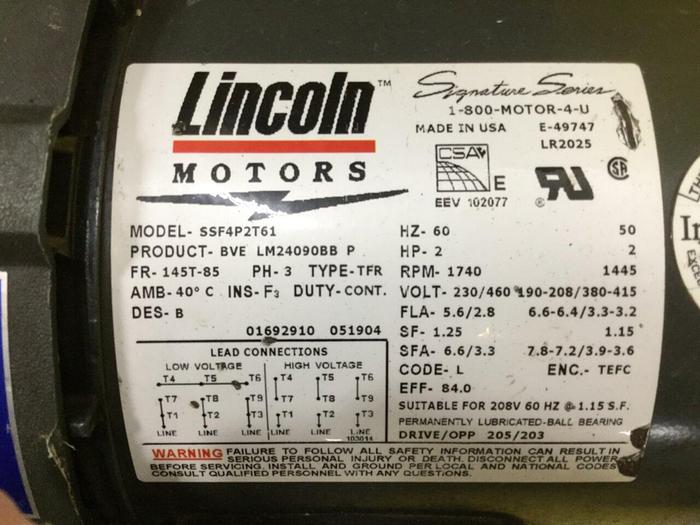 Lincoln™
MOTORS
Signature Series
1-800-MOTOR-4-U
MADE IN USA E-49747
LR2025
CSA
E
EEV 102077
RU
®
SA
MODEL- SSF4P2T61
PRODUCT- BVE LM24090BB P
FR- 145T-85 PH- 3 TYPE-TFR
AMB- 40° C INS- F3 DUTY-CONT.
DES- B
01692910 051904
HZ- 60 50
HP- 2 2
RPM- 1740 1445
VOLT- 230/460 190-208/380-415
FLA- 5.6/2.8 6.6-6.4/3.3-3.2
SF- 1.25 1.15
SFA- 6.6/3.3 7.8-7.2/3.9-3.6
CODE- L ENC.- TEFC
EFF- 84.0
SUITABLE FOR 208V 60 HZ @ 1.15 S.F.
PERMANENTLY LUBRICATED-BALL BEARING
DRIVE/OPP 205/203
LEAD CONNECTIONS
LOW VOLTAGE HIGH VOLTAGE
T4 T5 T6 T4 T5 T6
T7 T8 T9 T7 T8 T9
T1 T2 T3 T1 T2 T3
LINE LINE LINE LINE LINE LINE
103014
WARNING FAILURE TO FOLLOW ALL SAFETY INFORMATION CAN RESULT IN
SERIOUS PERSONAL INJURY OR DEATH. DISCONNECT ALL POWER
BEFORE SERVICING. INSTALL AND GROUND PER LOCAL AND NATIONAL CODES
CONSULT QUALIFIED PERSONNEL WITH ANY QUESTIONS.